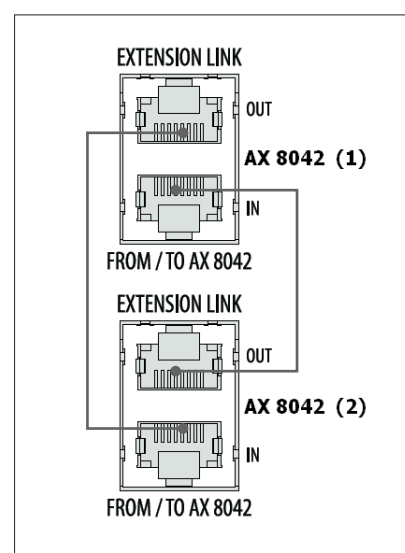 EXTENSION LINK
OUT
AX 8042 (1)
IN
FROM / TO AX 8042
EXTENSION LINK
OUT
AX 8042 (2)
IN
FROM / TO AX 8042